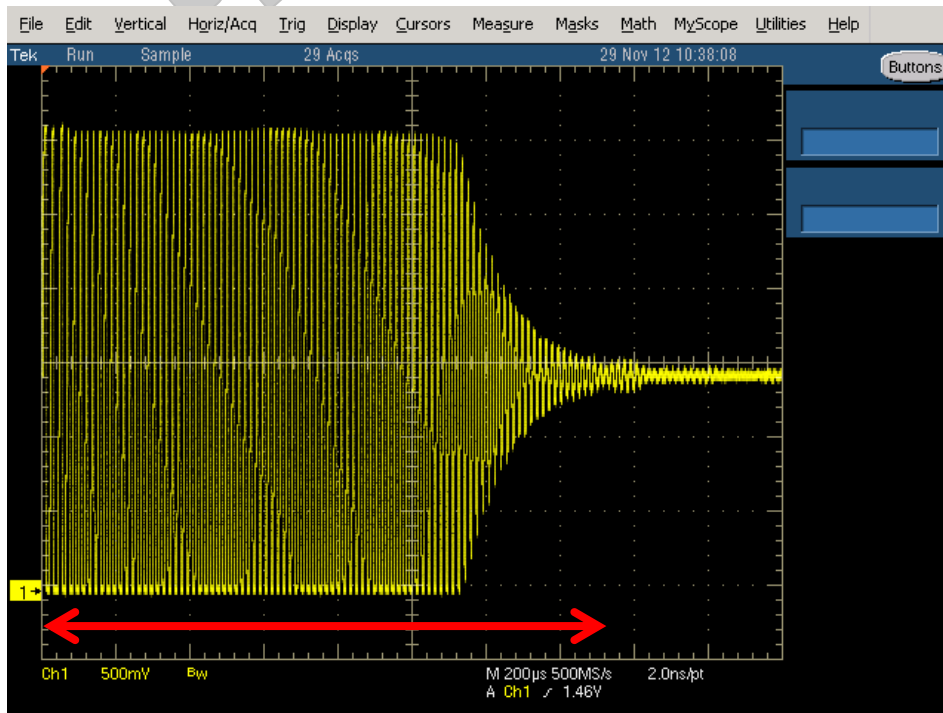 File Edit Vertical Horiz/Acq Trig Display Cursors Measure Masks Math MyScope Utilities Help
Tek Run Sample 29 Acqs 29 Nov 12 10:38:08
Buttons
1
Ch1 500mV Bw M 200µs 500MS/s 2.0ns/pt
A Ch1 ∕ 1.46V